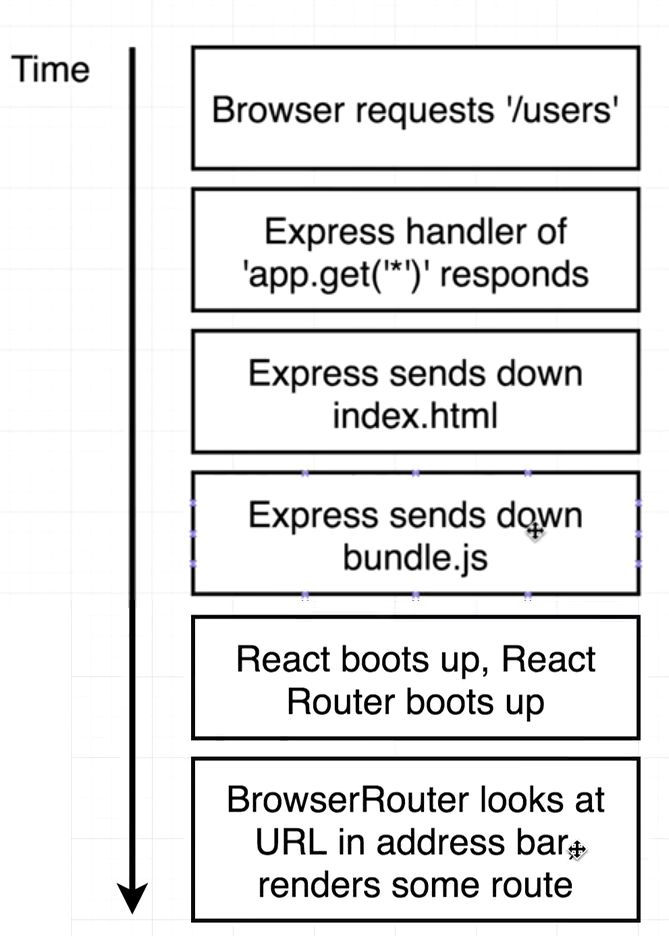 Time
Browser requests '/users'
Express handler of
'app.get('*')' responds
Express sends down
index.html
Express sends down
bundle.js
React boots up, React
Router boots up
BrowserRouter looks at
URL in address bar,
renders some route